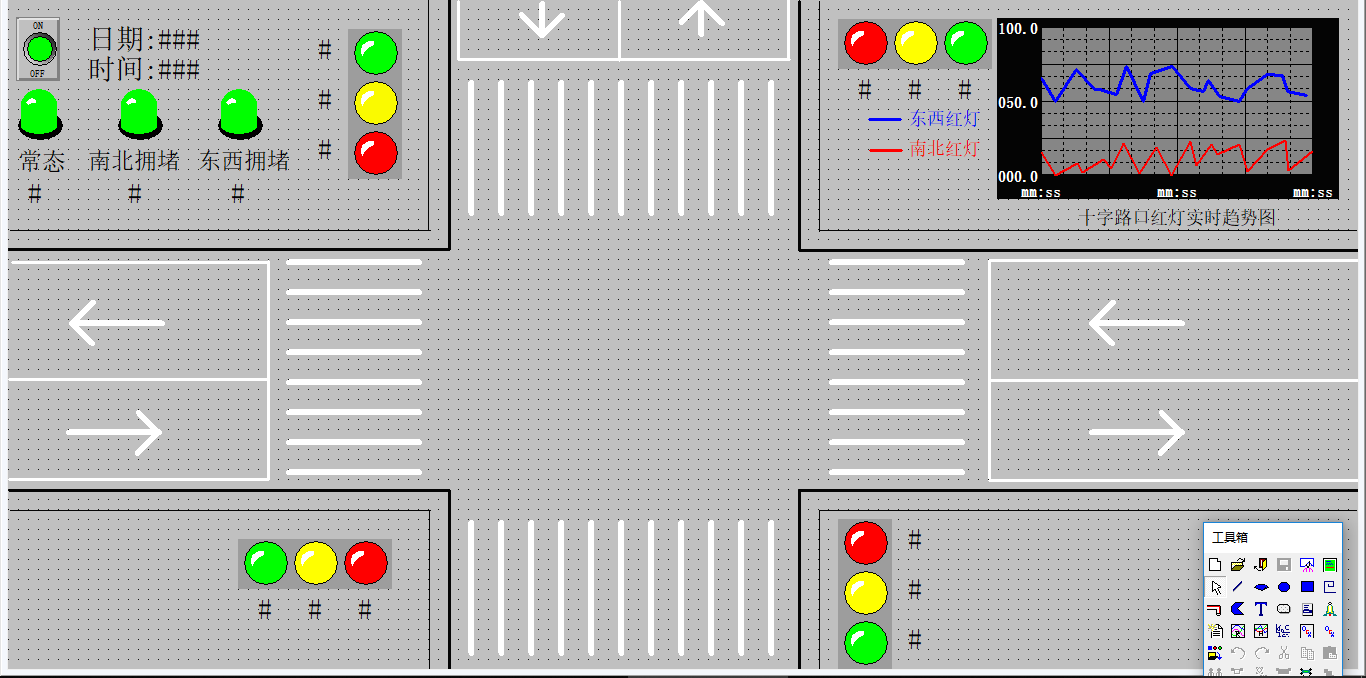 ON
OFF
日期:###
时间:###
常态
南北拥堵
东西拥堵
#
#
#
#
#
#
#
#
#
东西红灯
南北红灯
100.0
050.0
000.0
mm:ss
mm:ss
mm:ss
十字路口红灯实时趋势图
#
#
#
#
#
#
工具箱